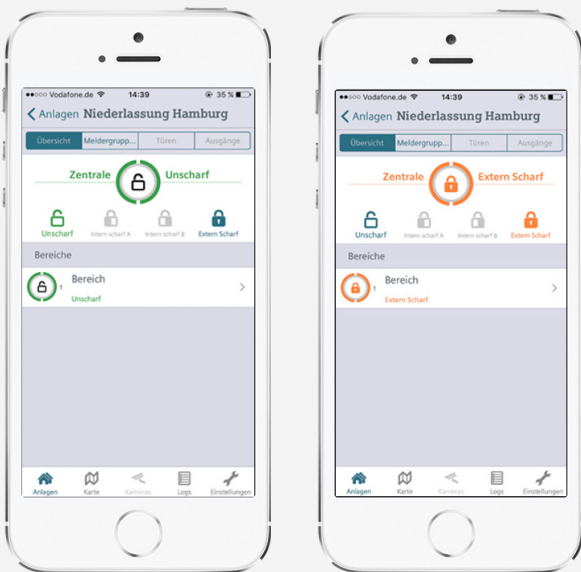 Vodafone.de 14:39 35 %
Anlagen Niederlassung Hamburg
Übersicht Meldergrupp... Türen Ausgänge
Zentrale Unscharf
Unscharf Intern scharf A Intern scharf B Extern Scharf
Bereiche
1 Bereich
Unscharf
Anlagen Karte Kameras Logs Einstellungen
Vodafone.de 14:39 35 %
Anlagen Niederlassung Hamburg
Übersicht Meldergrupp... Türen Ausgänge
Zentrale Extern Scharf
Unscharf Intern scharf A Intern scharf B Extern Scharf
Bereiche
1 Bereich
Extern Scharf
Anlagen Karte Kameras Logs Einstellungen